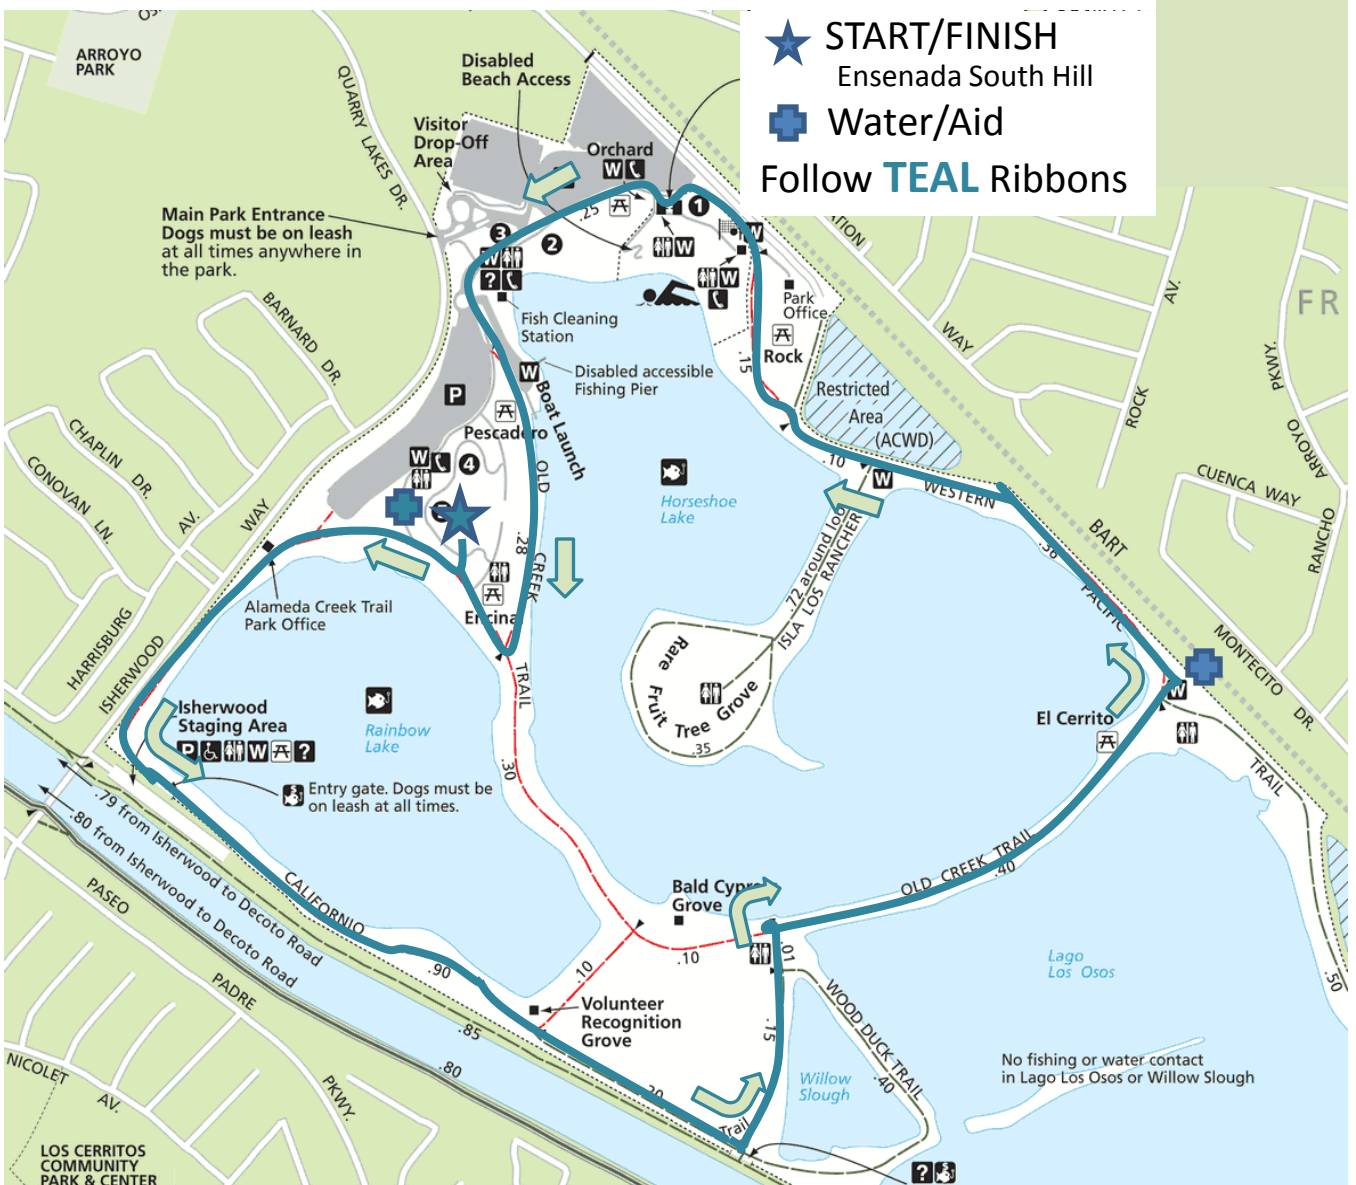 START/FINISH
Ensenada South Hill
Water/Aid
Follow TEAL Ribbons
ARROYO
PARK
QUARRY LAKES DR.
Disabled
Beach Access
Visitor
Drop-Off
Area
Orchard
W
Main Park Entrance
Dogs must be on leash
at all times anywhere in
the park.
.25
1
2
3
W
W
W
W
?
Park
Office
Rock
.15
Fish Cleaning
Station
Disabled accessible
Fishing Pier
W
Boat Launch
P
Pescadero
W
4
BARNARD DR.
CHAPLIN DR.
CONOVAN LN.
AV.
WAY
HARRISBURG
ISHERWOOD
Restricted
Area
(ACWD)
.10
W
WESTERN
PACIFIC
.36
WAY
AV.
ROCK
FR
PKWY.
ARROYO
CUENCA WAY
RANCHO
BART
MONTECITO DR.
Horseshoe
Lake
.72 around loop
ISLA LOS RANCHER
Rare
Fruit Tree Grove
.35
OLD CREEK TRAIL
.28
Encinal
Alameda Creek Trail
Park Office
Isherwood
Staging Area
P W ?
Rainbow
Lake
Entry gate. Dogs must be
on leash at all times.
.30
El Cerrito
W
TRAIL
.50
.79 from Isherwood to Decoto Road
.80 from Isherwood to Decoto Road
CALIFORNIO
.90
.85
.80
Bald Cypre
Grove
.10
.10
.01
OLD CREEK TRAIL
.40
Lago
Los Osos
Volunteer
Recognition
Grove
.15
WOOD DUCK TRAIL
.40
Willow
Slough
.20
Trail
No fishing or water contact
in Lago Los Osos or Willow Slough
?
PASEO
PADRE
PKWY.
NICOLET
AV.
LOS CERRITOS
COMMUNITY
PARK & CENTER